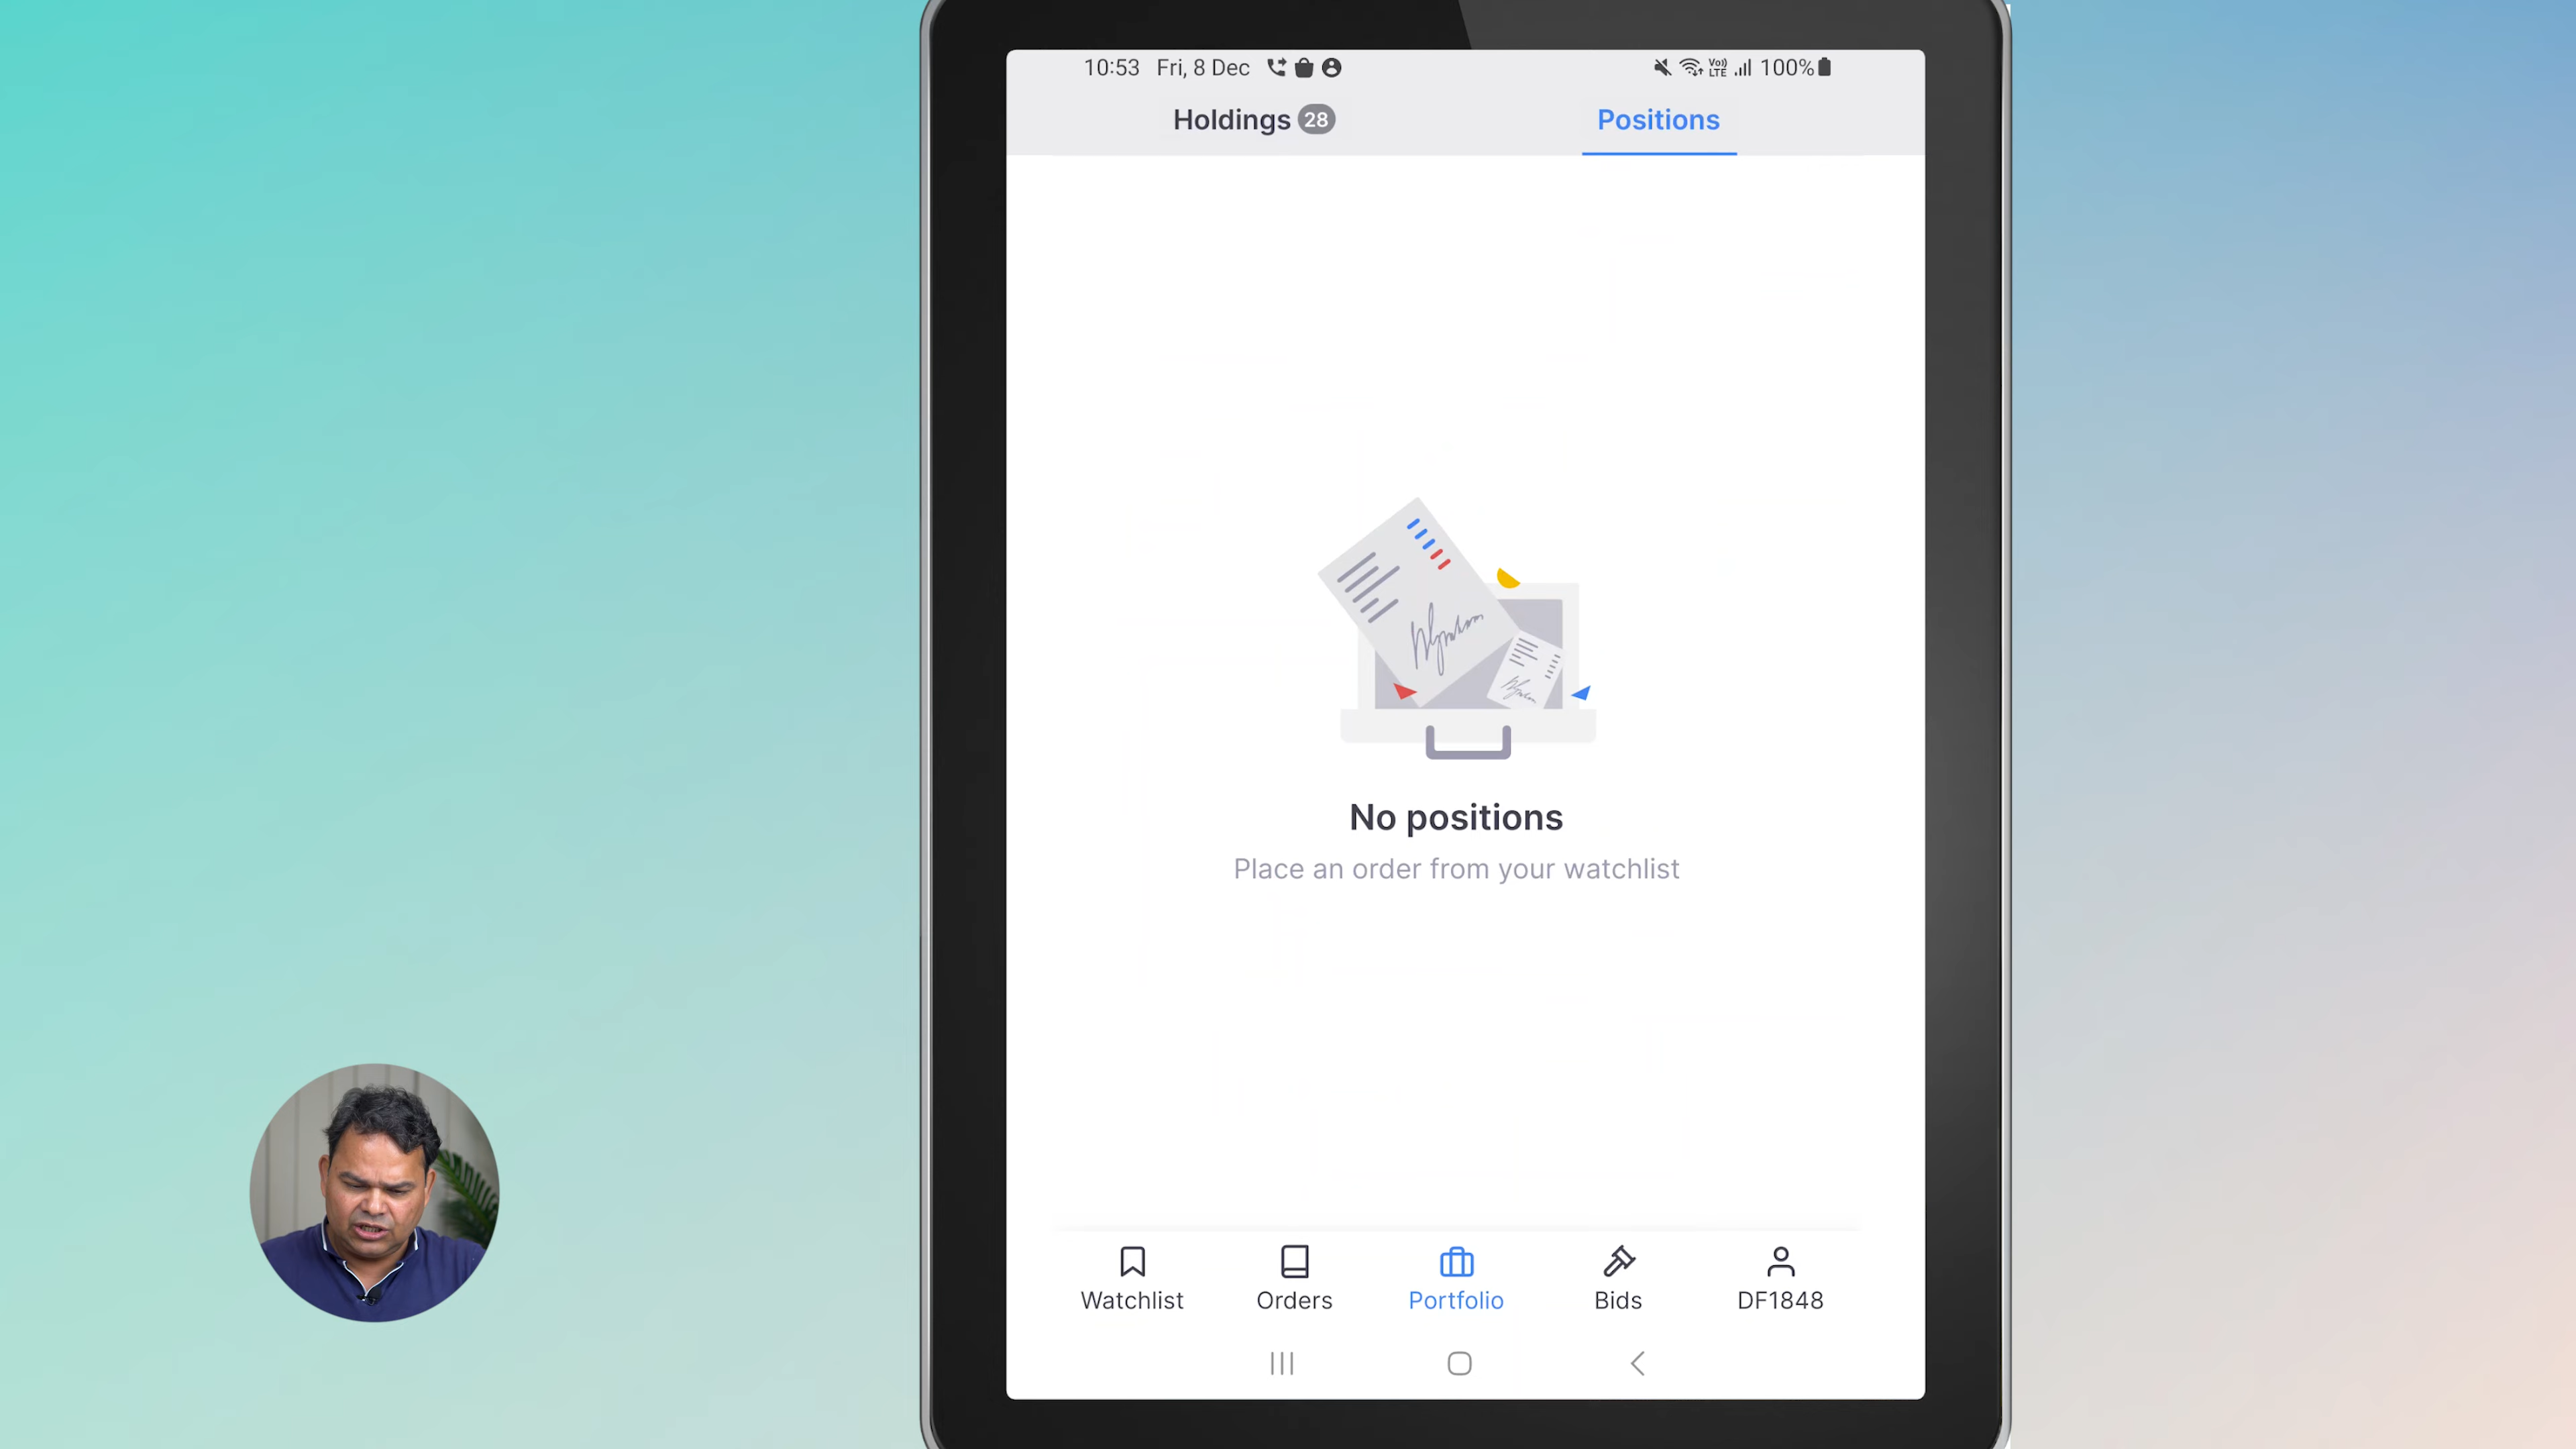 10:53 Fri, 8 Dec VoLTE 100%
Holdings 28 Positions
No positions
Place an order from your watchlist
Watchlist Orders Portfolio Bids DF1848